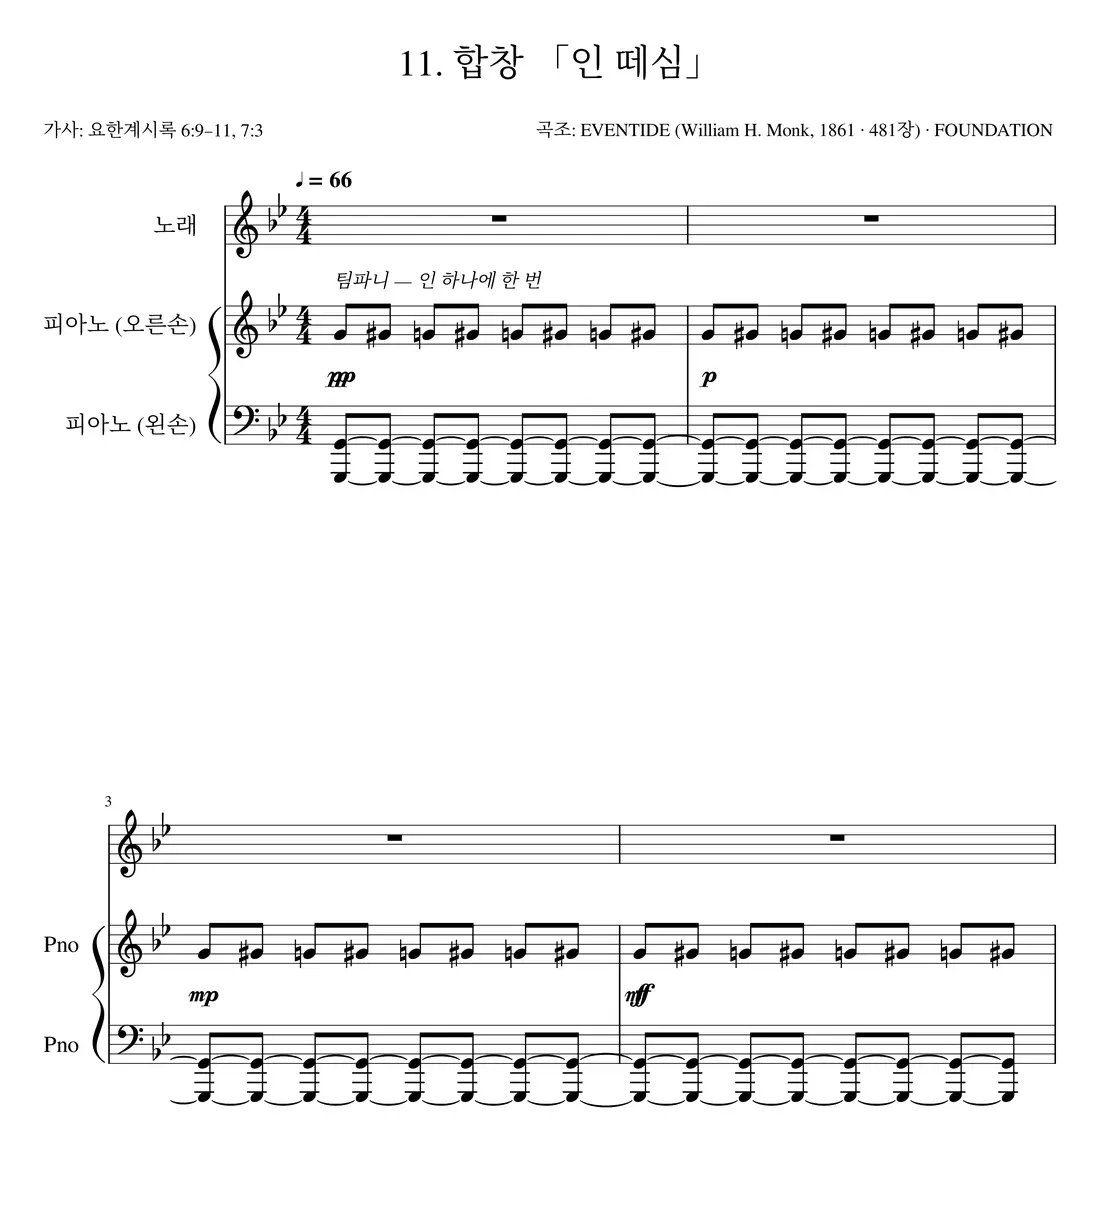 11. 합창 「인 떼심」
가사: 요한계시록 6:9–11, 7:3
곡조: EVENTIDE (William H. Monk, 1861 · 481장) · FOUNDATION
♩ = 66
노래
팀파니 — 인 하나에 한 번
피아노 (오른손)
p
피아노 (왼손)
3
Pno
mp
Pno